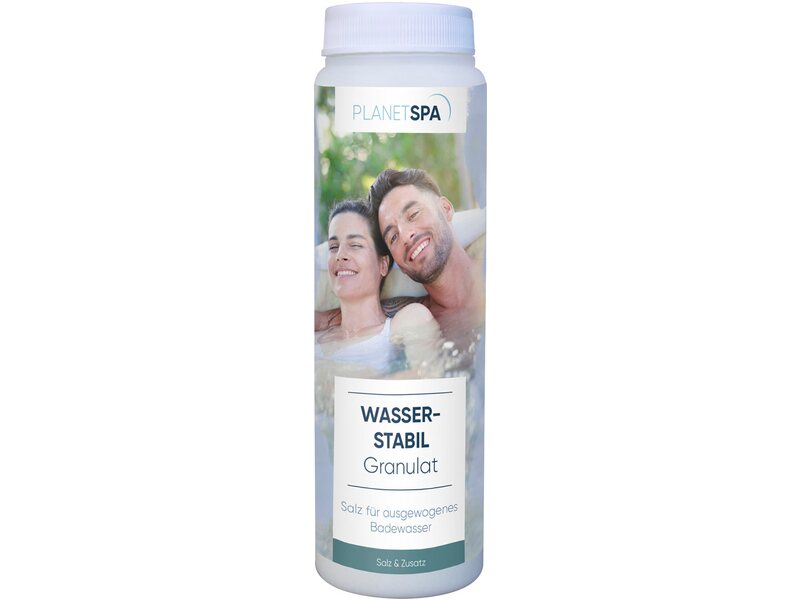 PLANETSPA
WASSER-
STABIL
Granulat
Salz für ausgewogenes
Badewasser
Salz & Zusatz